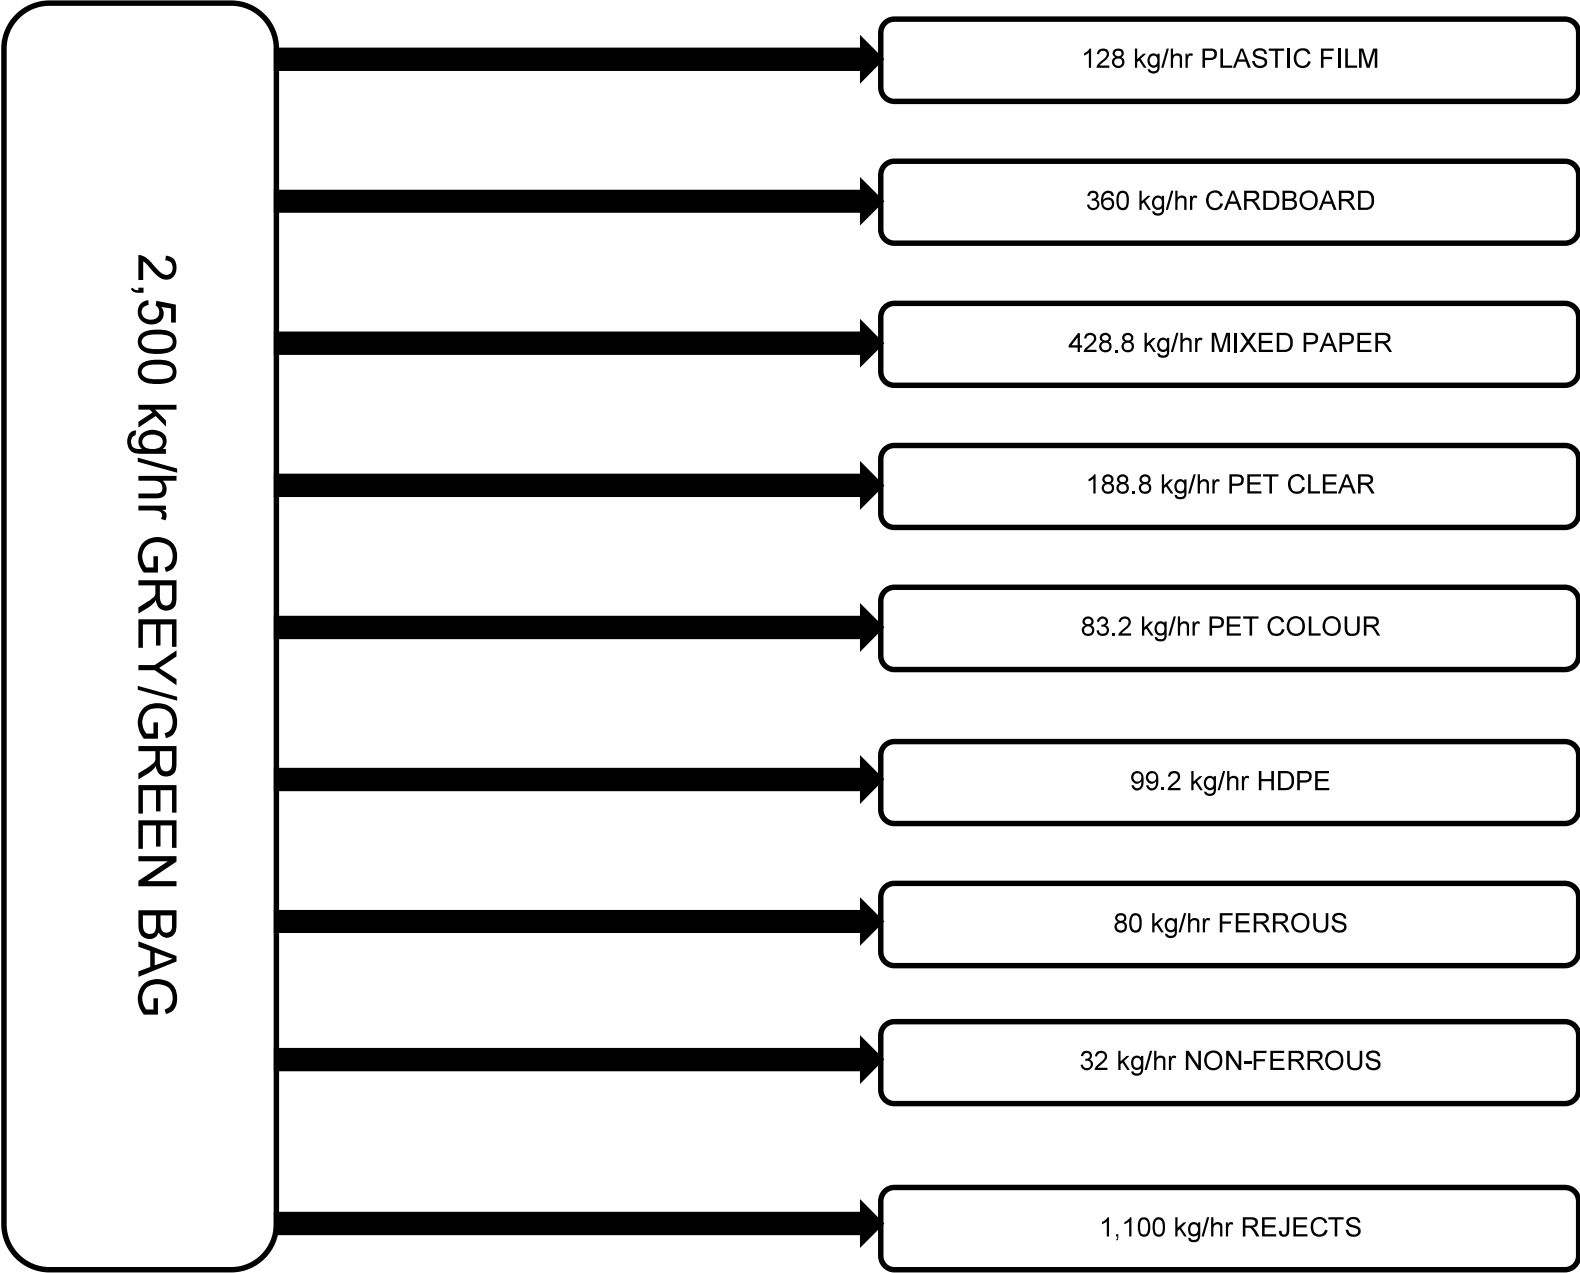 2,500 kg/hr GREY/GREEN BAG
128 kg/hr PLASTIC FILM
360 kg/hr CARDBOARD
428.8 kg/hr MIXED PAPER
188.8 kg/hr PET CLEAR
83.2 kg/hr PET COLOUR
99.2 kg/hr HDPE
80 kg/hr FERROUS
32 kg/hr NON-FERROUS
1,100 kg/hr REJECTS